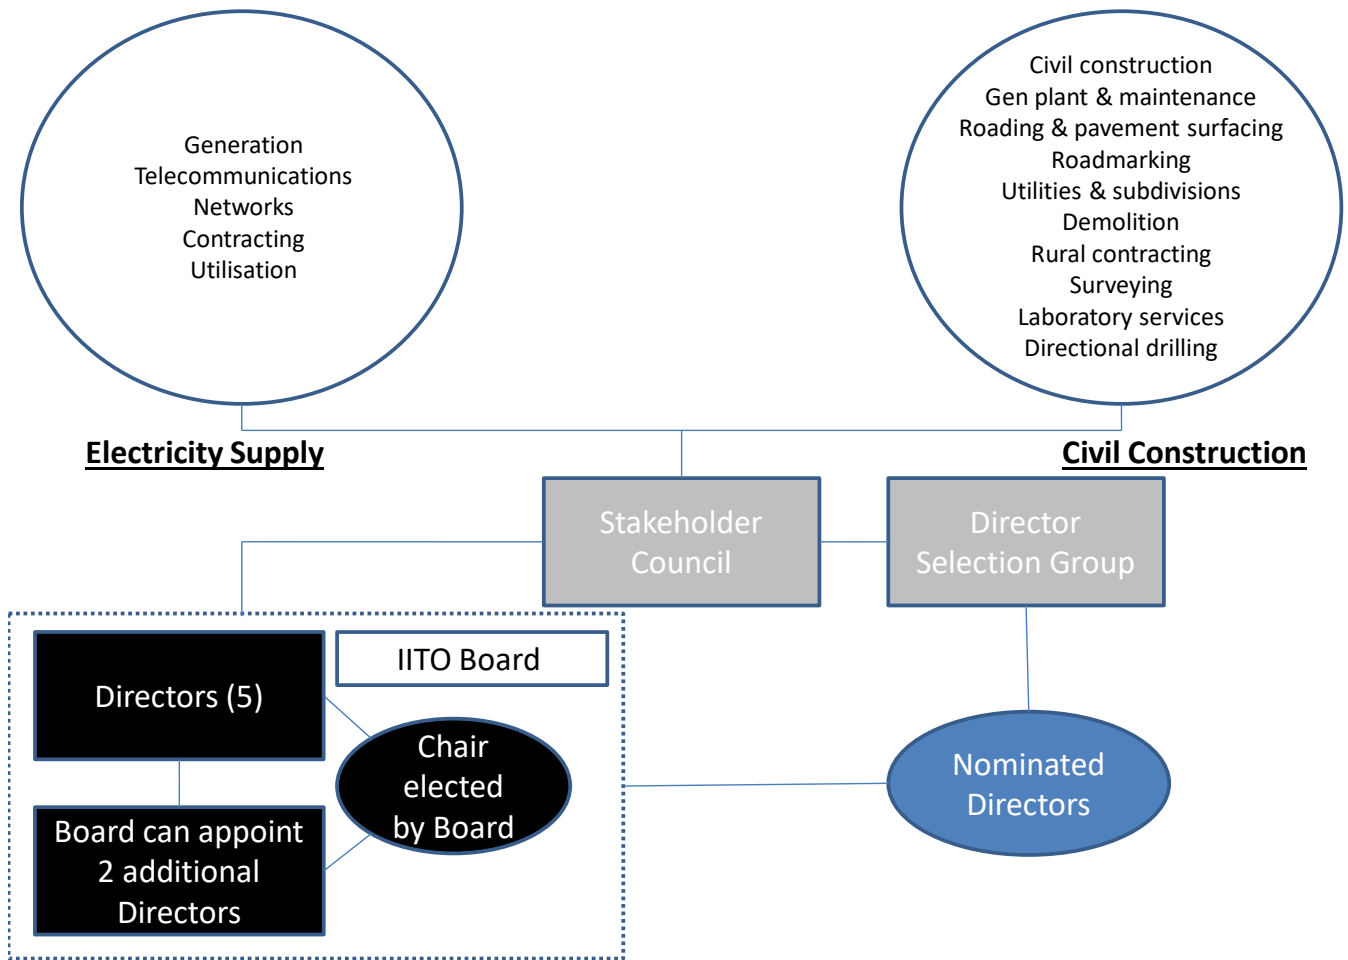 Generation
Telecommunications
Networks
Contracting
Utilisation
Civil construction
Gen plant & maintenance
Roading & pavement surfacing
Roadmarking
Utilities & subdivisions
Demolition
Rural contracting
Surveying
Laboratory services
Directional drilling
Electricity Supply
Civil Construction
Stakeholder
Council
Director
Selection Group
IITO Board
Directors (5)
Chair
elected
by Board
Board can appoint
2 additional
Directors
Nominated
Directors